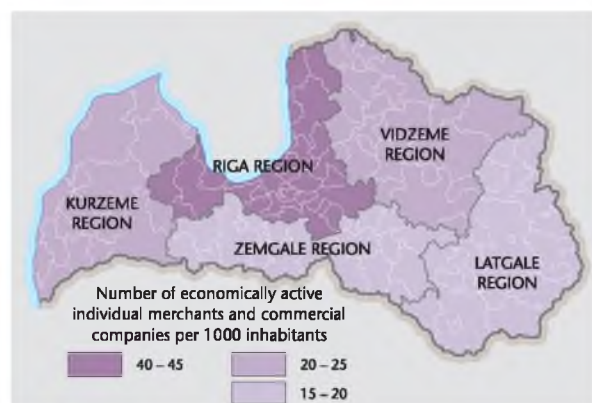 VIDZEME
REGION
RIGA REGION
KURZEME
REGION
ZEMGALE REGION
LATGALE
REGION
Number of economically active
individual merchants and commercial
companies per 1000 inhabitants
40 – 45
20 – 25
15 – 20